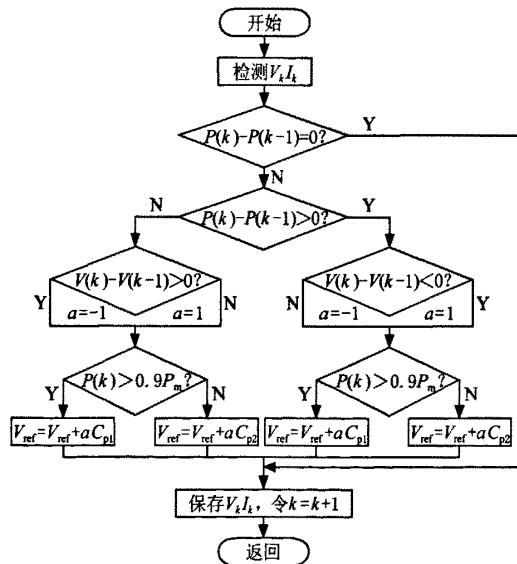 开始
检测V_kI_k
P(k)-P(k-1)=0?
Y
N
P(k)-P(k-1)>0?
N
Y
V(k)-V(k-1)>0?
Y
N
a=-1
a=1
V(k)-V(k-1)<0?
N
Y
a=-1
a=1
P(k)>0.9P_m?
Y
N
P(k)>0.9P_m?
Y
N
V_ref=V_ref+aC_p1
V_ref=V_ref+aC_p2
V_ref=V_ref+aC_p1
V_ref=V_ref+aC_p2
保存V_kI_k，令k=k+1
返回